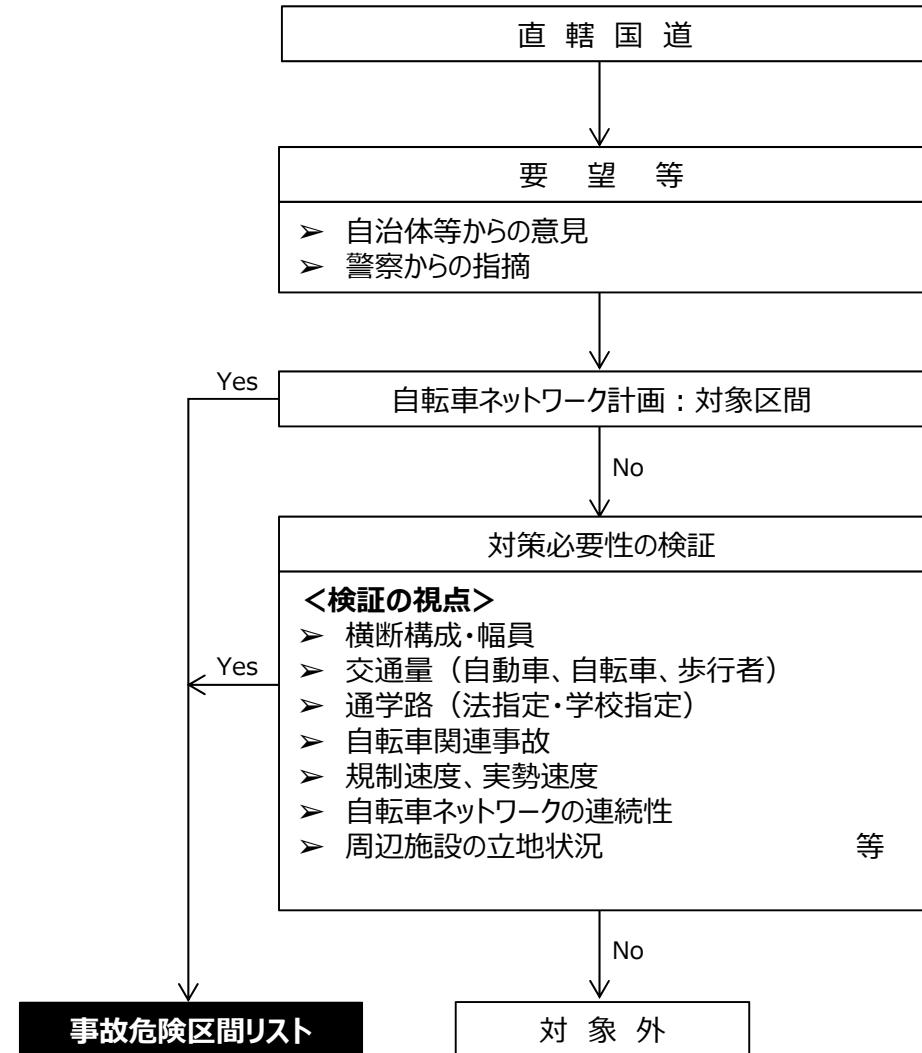 直 轄 国 道
要 望 等
➢ 自治体等からの意見
➢ 警察からの指摘
Yes
自転車ネットワーク計画：対象区間
No
対策必要性の検証
＜検証の視点＞
➢ 横断構成・幅員
➢ 交通量（自動車、自転車、歩行者）
Yes
➢ 通学路（法指定・学校指定）
➢ 自転車関連事故
➢ 規制速度、実勢速度
➢ 自転車ネットワークの連続性
➢ 周辺施設の立地状況 等
No
事故危険区間リスト
対 象 外